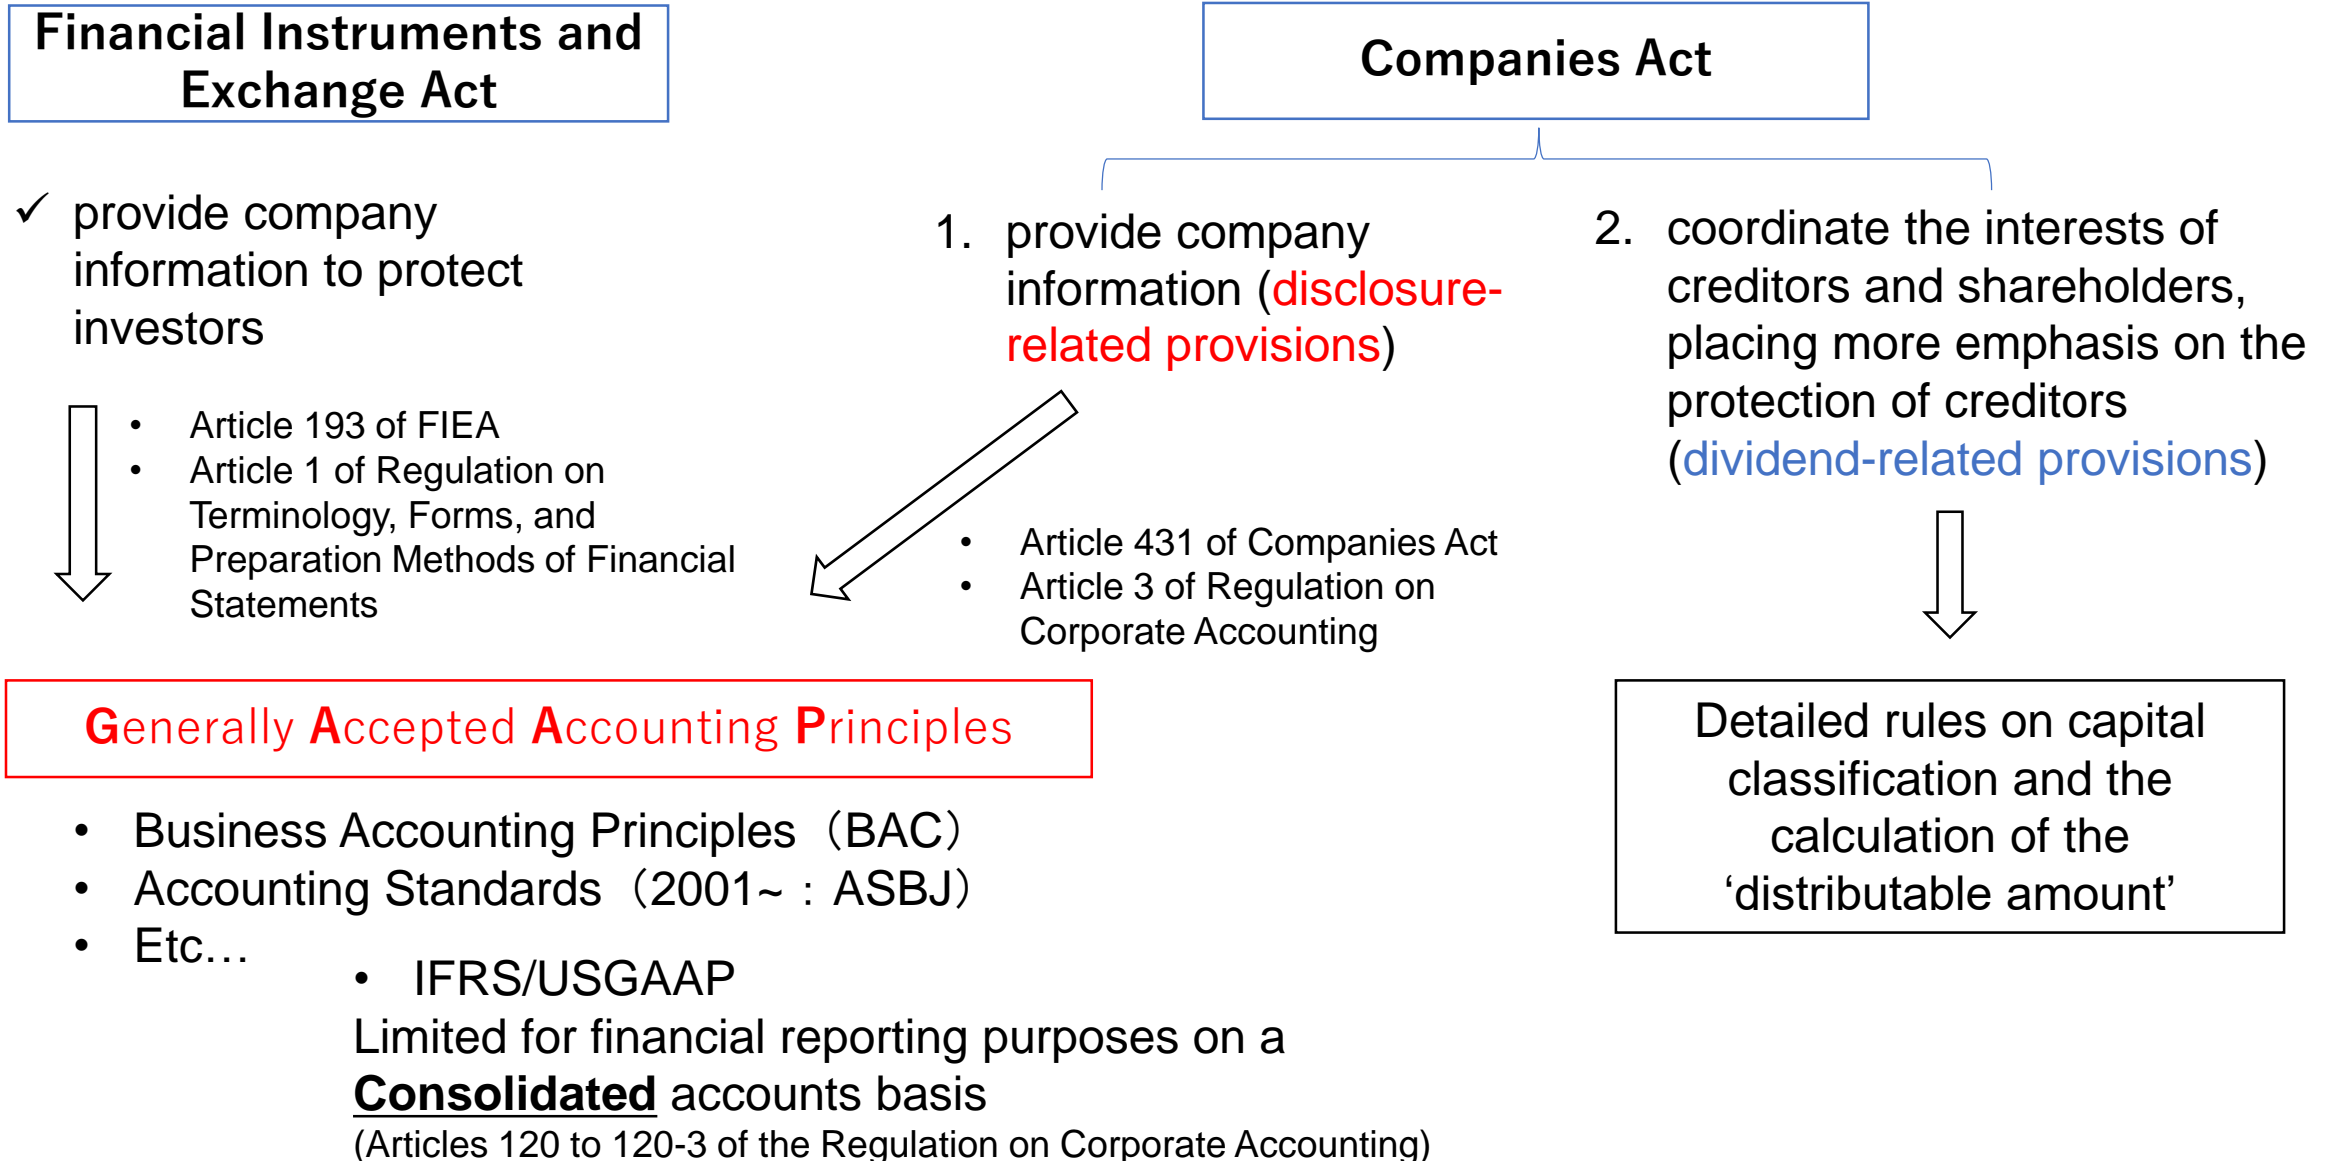 Financial Instruments and
Exchange Act
✓ provide company
information to protect
investors
• Article 193 of FIEA
• Article 1 of Regulation on
Terminology, Forms, and
Preparation Methods of Financial
Statements
Companies Act
1. provide company
information (disclosure-
related provisions)
• Article 431 of Companies Act
• Article 3 of Regulation on
Corporate Accounting
2. coordinate the interests of
creditors and shareholders,
placing more emphasis on the
protection of creditors
(dividend-related provisions)
Generally Accepted Accounting Principles
• Business Accounting Principles（BAC）
• Accounting Standards（2001~：ASBJ）
• Etc…
• IFRS/USGAAP
Limited for financial reporting purposes on a
Consolidated accounts basis
(Articles 120 to 120-3 of the Regulation on Corporate Accounting)
Detailed rules on capital
classification and the
calculation of the
‘distributable amount’